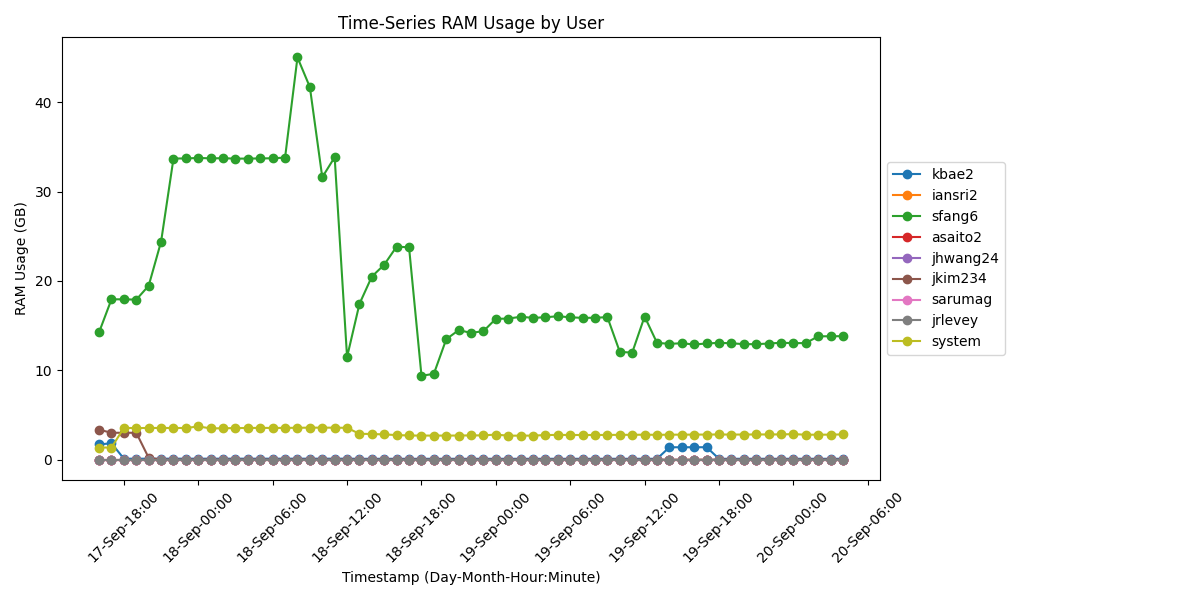 Time-Series RAM Usage by User
RAM Usage (GB)
40
30
20
10
0
17-Sep-18:00
18-Sep-00:00
18-Sep-06:00
18-Sep-12:00
18-Sep-18:00
19-Sep-00:00
19-Sep-06:00
19-Sep-12:00
19-Sep-18:00
20-Sep-00:00
20-Sep-06:00
Timestamp (Day-Month-Hour:Minute)
kbae2
iansri2
sfang6
asaito2
jhwang24
jkim234
sarumag
jrlevey
system